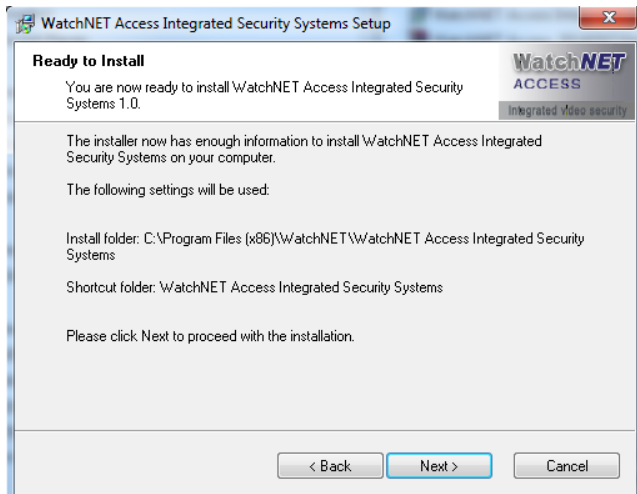 WatchNET Access Integrated Security Systems Setup
Ready to Install
You are now ready to install WatchNET Access Integrated Security
Systems 1.0.
WatchNET
ACCESS
Integrated video security
The installer now has enough information to install WatchNET Access Integrated
Security Systems on your computer.
The following settings will be used:
Install folder: C:\Program Files (x86)\WatchNET\WatchNET Access Integrated Security
Systems
Shortcut folder: WatchNET Access Integrated Security Systems
Please click Next to proceed with the installation.
< Back
Next >
Cancel